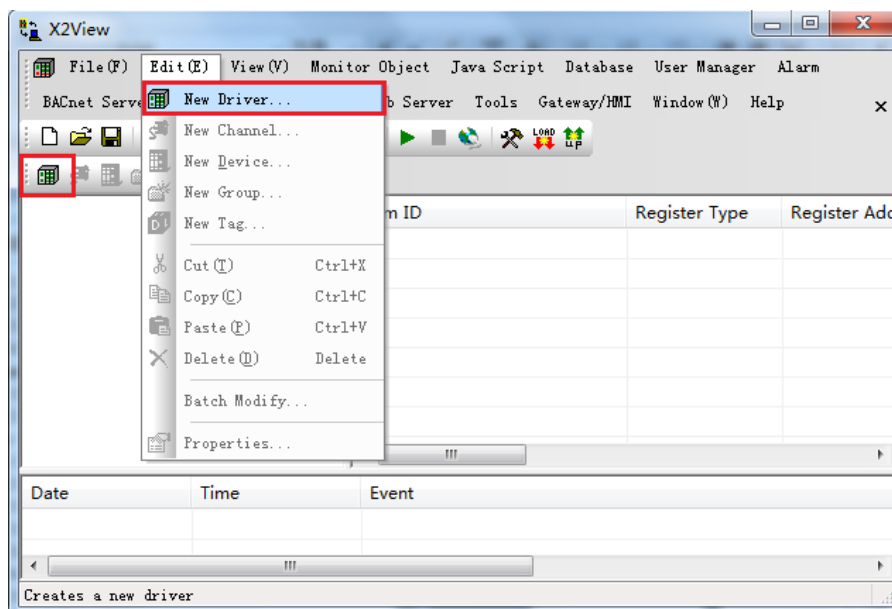 X2View
File(F) Edit(E) View(V) Monitor Object Java Script Database User Manager Alarm
BACnet Serve b Server Tools Gateway/HMI Window(W) Help
New Driver...
New Channel...
New Device...
New Group...
New Tag...
Cut(T) Ctrl+X
Copy(C) Ctrl+C
Paste(P) Ctrl+V
Delete(D) Delete
Batch Modify...
Properties...
m ID Register Type Register Add
Date Time Event
Creates a new driver